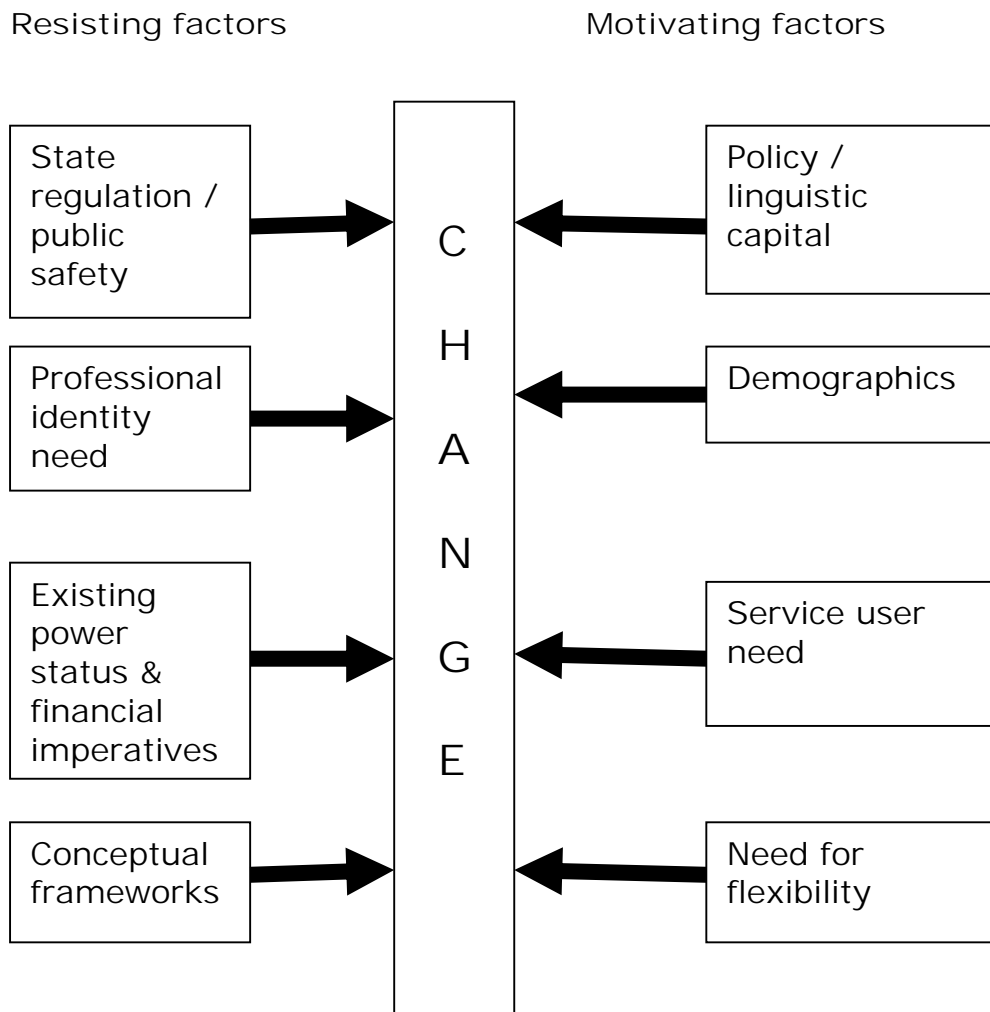 Resisting factors
Motivating factors
State
regulation /
public
safety
Professional
identity
need
Existing
power
status &
financial
imperatives
Conceptual
frameworks
C
H
A
N
G
E
Policy /
linguistic
capital
Demographics
Service user
need
Need for
flexibility